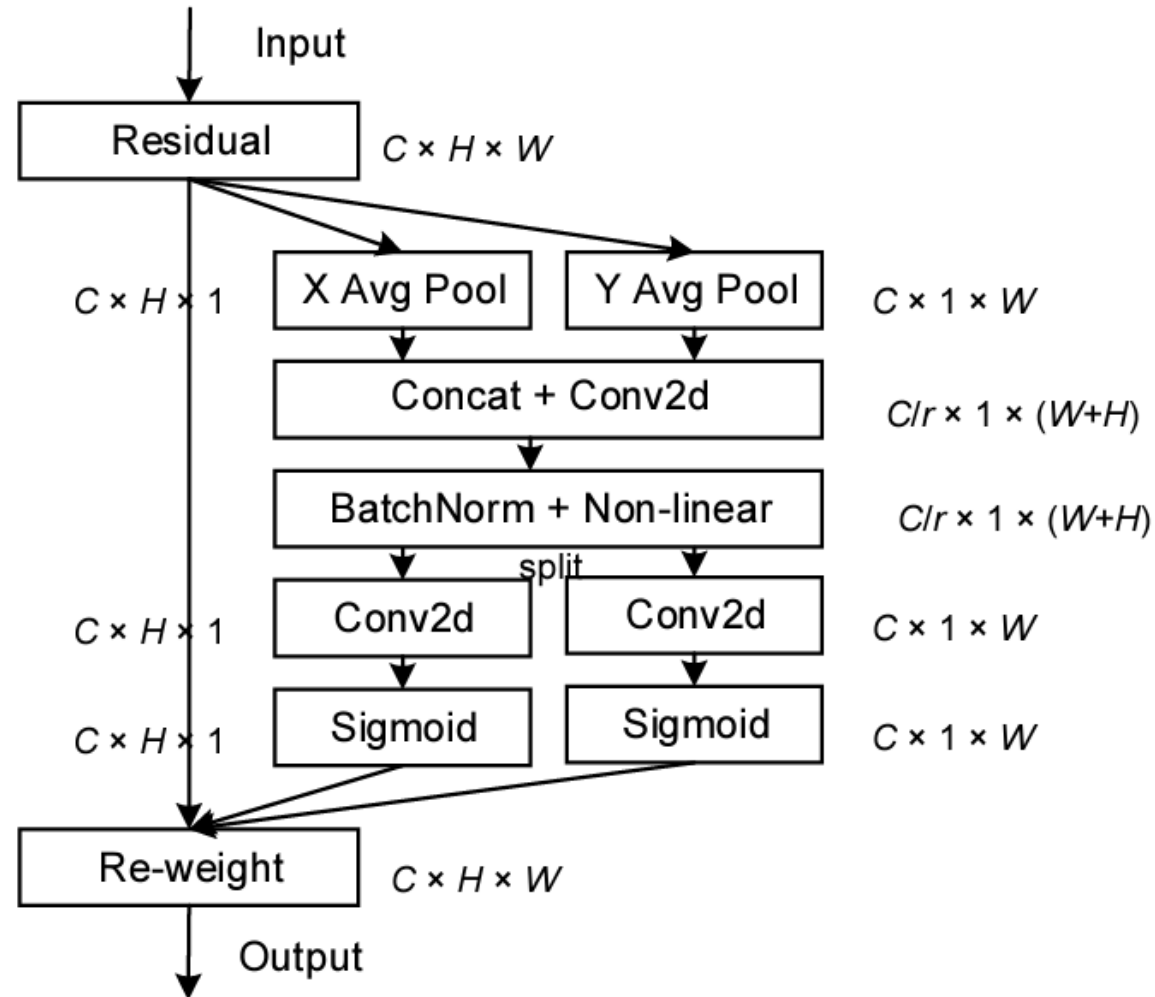 Input
Residual
C × H × W
X Avg Pool
Y Avg Pool
C × H × 1
C × 1 × W
Concat + Conv2d
C/r × 1 × (W+H)
BatchNorm + Non-linear
C/r × 1 × (W+H)
split
Conv2d
Conv2d
C × H × 1
C × 1 × W
Sigmoid
Sigmoid
C × H × 1
C × 1 × W
Re-weight
C × H × W
Output